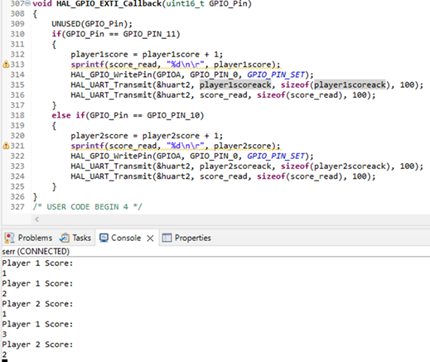 307 void HAL_GPIO_EXTI_Callback(uint16_t GPIO_Pin)
308 {
309 UNUSED(GPIO_Pin);
310 if(GPIO_Pin == GPIO_PIN_11)
311 {
312 player1score = player1score + 1;
313 sprintf(score_read, "%d\n\r", player1score);
314 HAL_GPIO_WritePin(GPIOA, GPIO_PIN_0, GPIO_PIN_SET);
315 HAL_UART_Transmit(&huart2, player1scoreack, sizeof(player1scoreack), 100);
316 HAL_UART_Transmit(&huart2, score_read, sizeof(score_read), 100);
317 }
318 else if(GPIO_Pin == GPIO_PIN_10)
319 {
320 player2score = player2score + 1;
321 sprintf(score_read, "%d\n\r", player2score);
322 HAL_GPIO_WritePin(GPIOA, GPIO_PIN_0, GPIO_PIN_SET);
323 HAL_UART_Transmit(&huart2, player2scoreack, sizeof(player2scoreack), 100);
324 HAL_UART_Transmit(&huart2, score_read, sizeof(score_read), 100);
325 }
326 }
327 /* USER CODE BEGIN 4 */
Problems Tasks Console Properties
serr (CONNECTED)
Player 1 Score:
1
Player 1 Score:
2
Player 2 Score:
1
Player 1 Score:
3
Player 2 Score:
2